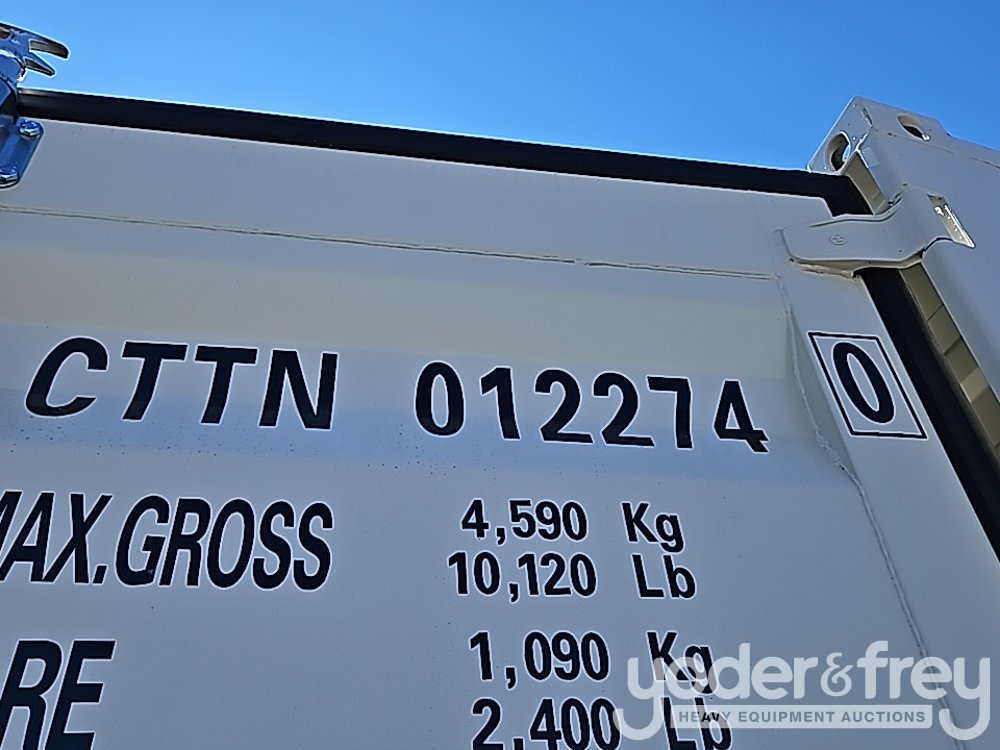 CTTN 012274 0
MAX.GROSS 4,590 Kg
10,120 Lb
1,090 Kg
2,400 Lb
yoder&frey
HEAVY EQUIPMENT AUCTIONS